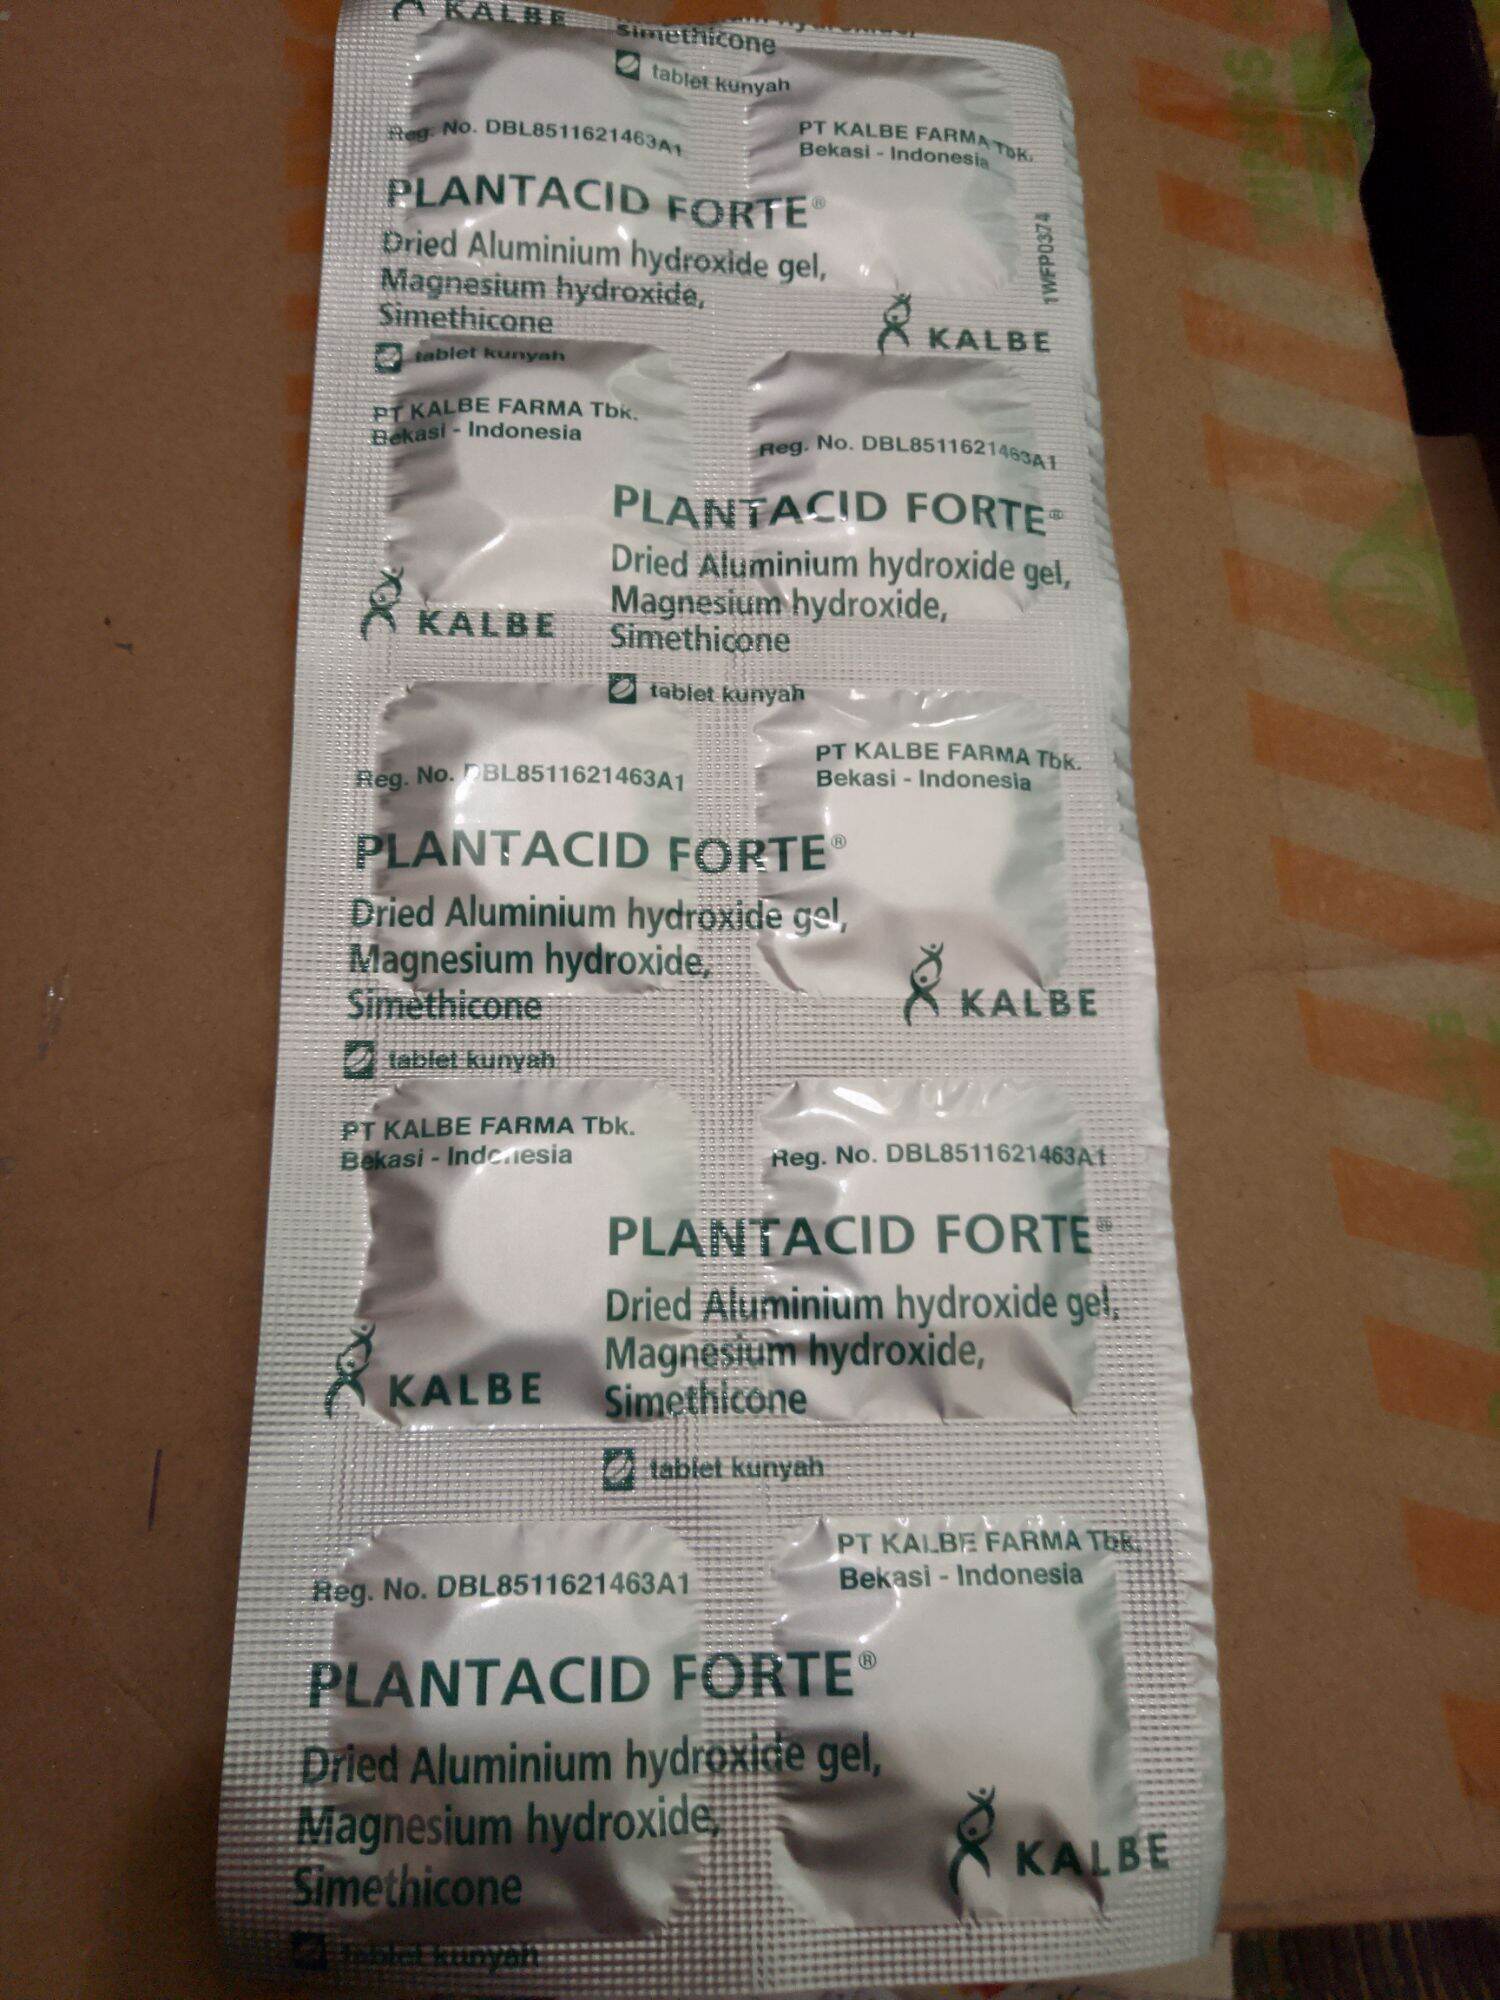 KALBE
simethicone
tablet kunyah
Reg. No. DBL8511621463A1
PT KALBE FARMA Tbk.
Bekasi - Indonesia
PLANTACID FORTE®
Dried Aluminium hydroxide gel,
Magnesium hydroxide,
Simethicone
tablet kunyah
1WFP0374
KALBE
PT KALBE FARMA Tbk.
Bekasi - Indonesia
Reg. No. DBL8511621463A1
PLANTACID FORTE®
Dried Aluminium hydroxide gel,
Magnesium hydroxide,
Simethicone
KALBE
tablet kunyah
Reg. No. DBL8511621463A1
PT KALBE FARMA Tbk.
Bekasi - Indonesia
PLANTACID FORTE®
Dried Aluminium hydroxide gel,
Magnesium hydroxide,
Simethicone
KALBE
tablet kunyah
PT KALBE FARMA Tbk.
Bekasi - Indonesia
Reg. No. DBL8511621463A1
PLANTACID FORTE®
Dried Aluminium hydroxide gel,
Magnesium hydroxide,
Simethicone
KALBE
tablet kunyah
Reg. No. DBL8511621463A1
PT KALBE FARMA Tbk.
Bekasi - Indonesia
PLANTACID FORTE®
Dried Aluminium hydroxide gel,
Magnesium hydroxide,
Simethicone
KALBE
tablet kunyah